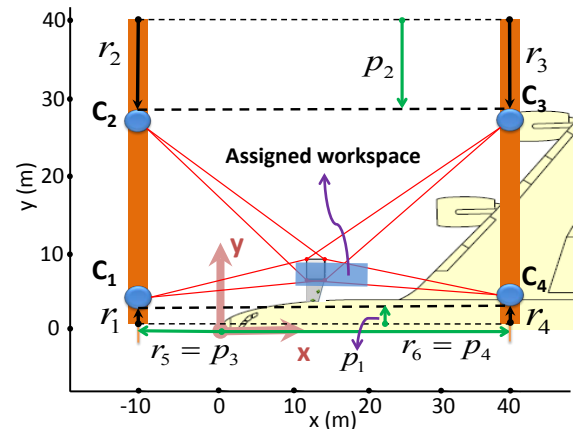 40
r₂
p₂
r₃
30
C₂
C₃
Assigned workspace
20
y (m)
10
y
C₁
C₄
r₁
r₄
0
x
r₅ = p₃
p₁
r₆ = p₄
-10
0
10
20
30
40
x (m)